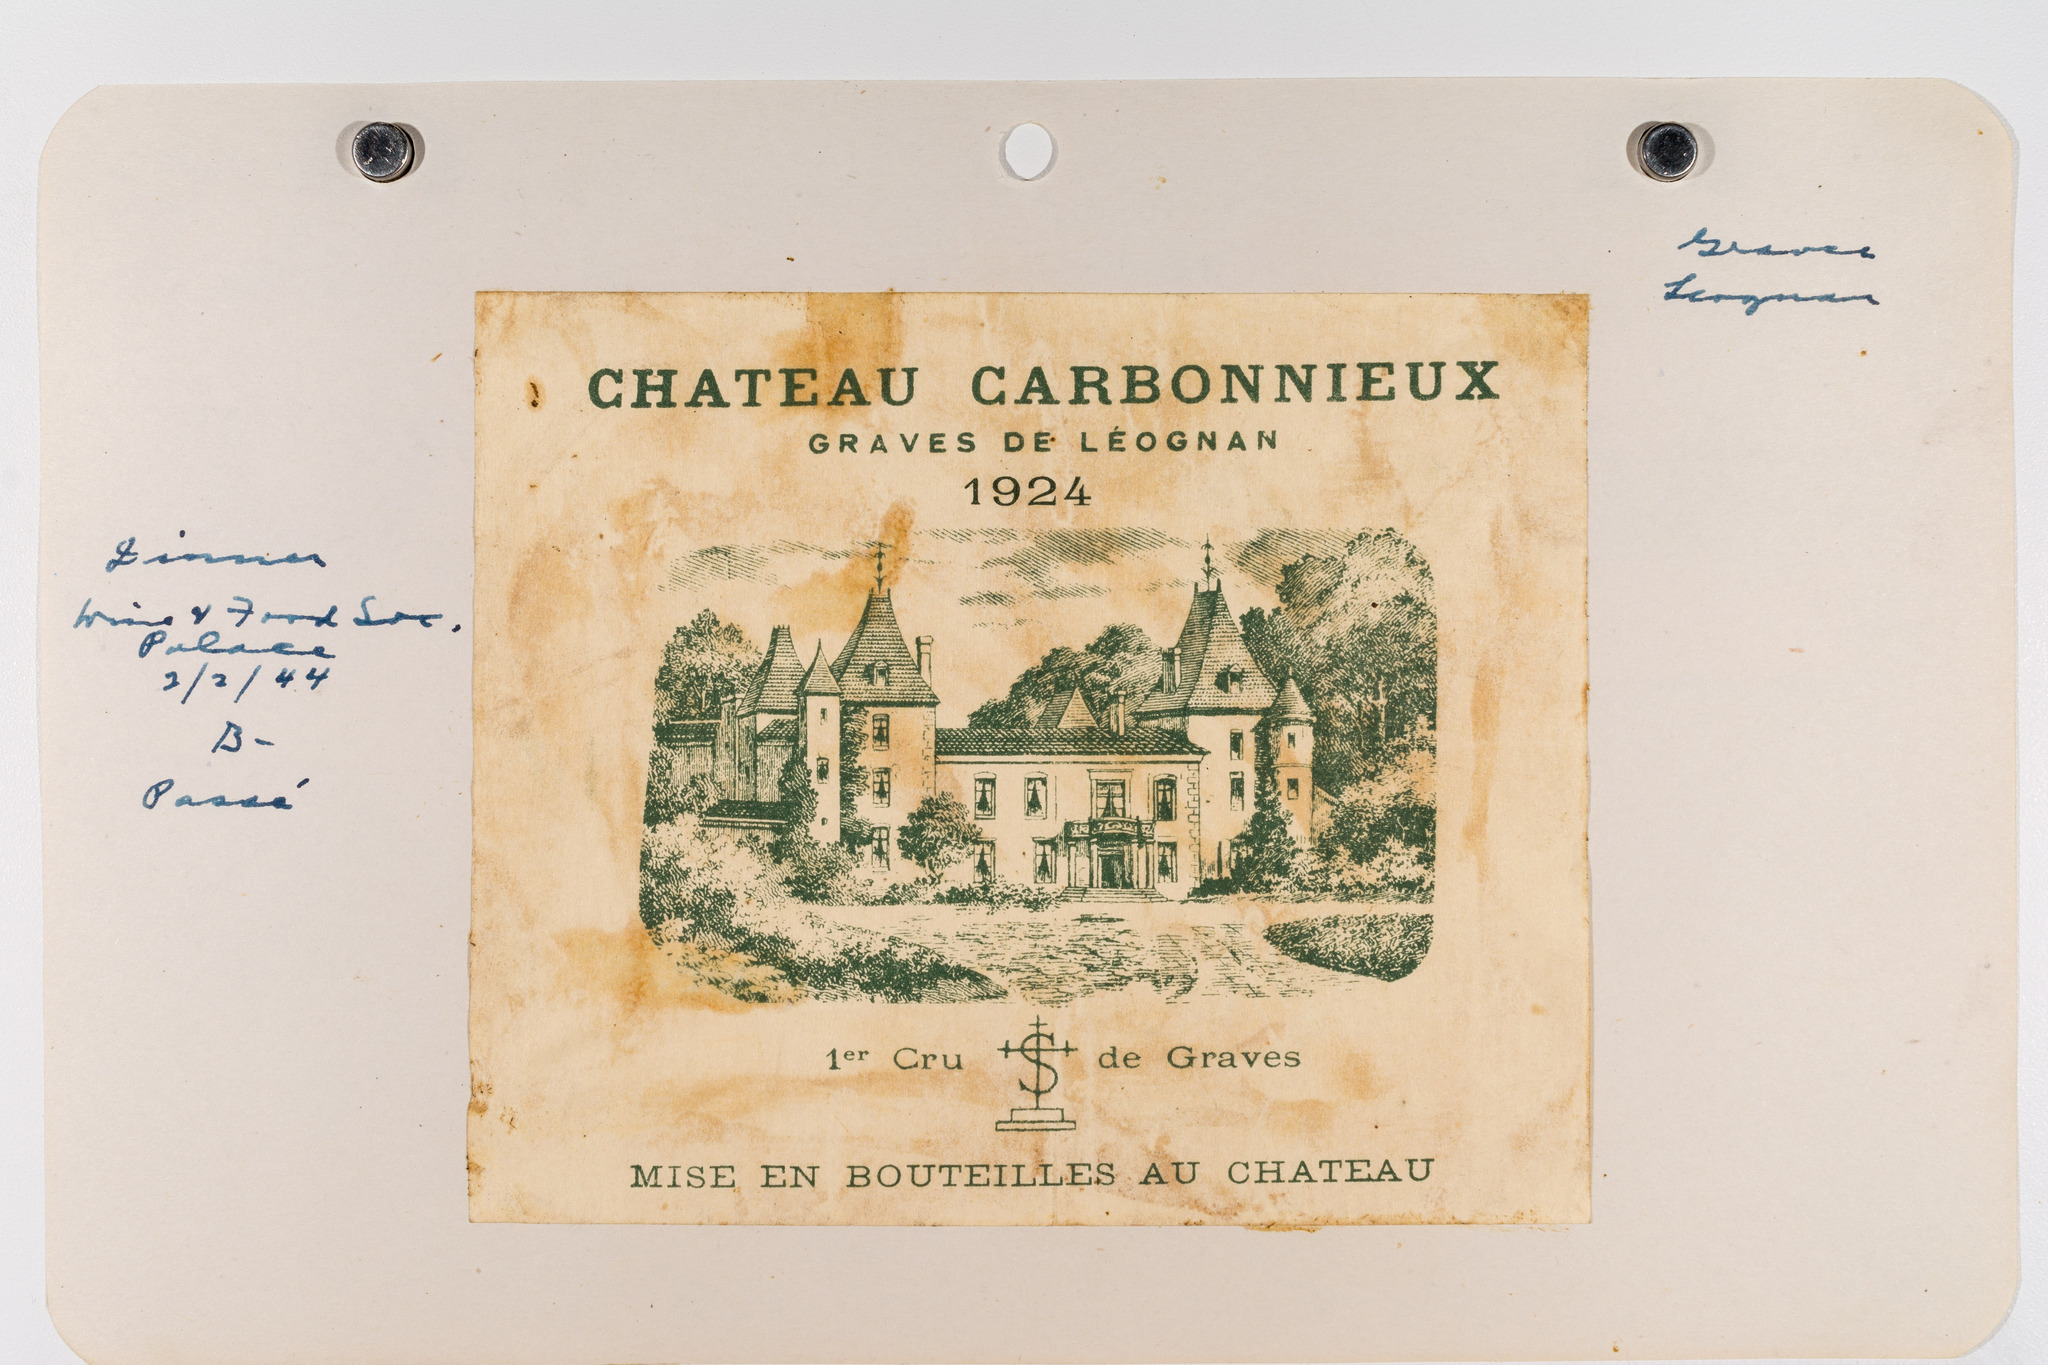 Graves
Leognan
CHATEAU CARBONNIEUX
GRAVES DE LÉOGNAN
1924
Dinner
Wine & Food Soc.
Palace
2/2/44
B-
Passé
1er Cru de Graves
MISE EN BOUTEILLES AU CHATEAU